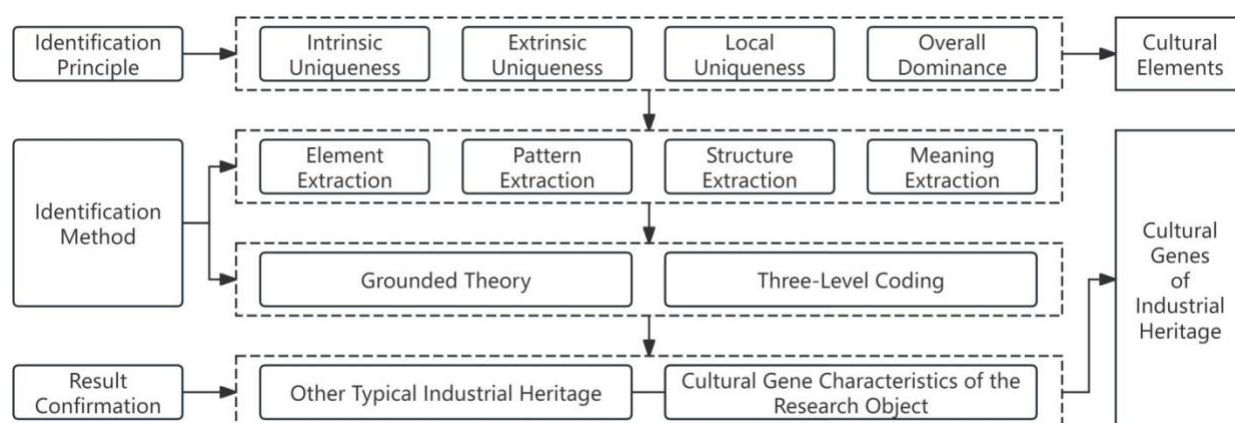 Identification
Principle
Intrinsic
Uniqueness
Extrinsic
Uniqueness
Local
Uniqueness
Overall
Dominance
Cultural
Elements
Identification
Method
Element
Extraction
Pattern
Extraction
Structure
Extraction
Meaning
Extraction
Grounded Theory
Three-Level Coding
Cultural
Genes
of
Industrial
Heritage
Result
Confirmation
Other Typical Industrial Heritage
Cultural Gene Characteristics of the
Research Object